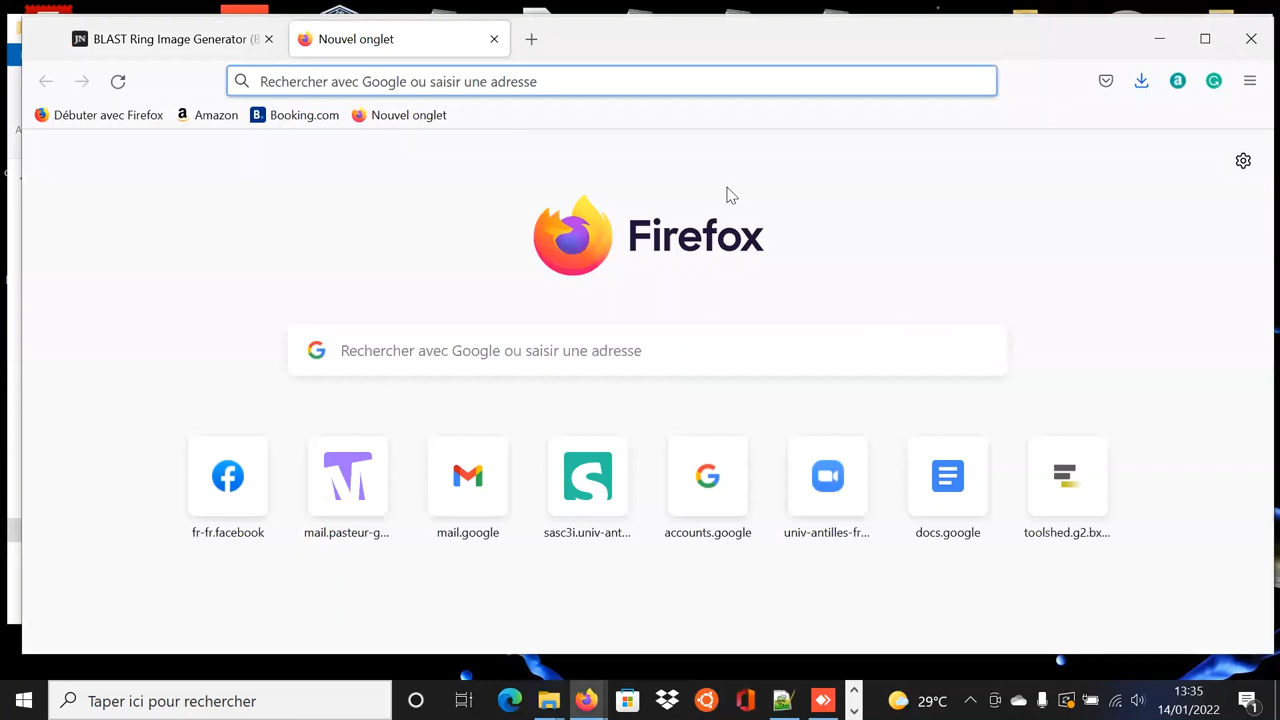 BLAST Ring Image Generator (B
Nouvel onglet
Rechercher avec Google ou saisir une adresse
Débuter avec Firefox
Amazon
Booking.com
Nouvel onglet
Firefox
Rechercher avec Google ou saisir une adresse
fr-fr.facebook
mail.pasteur-g...
mail.google
sasc3i.univ-ant...
accounts.google
univ-antilles-fr...
docs.google
toolshed.g2.bx...
Taper ici pour rechercher
29°C
13:35
14/01/2022